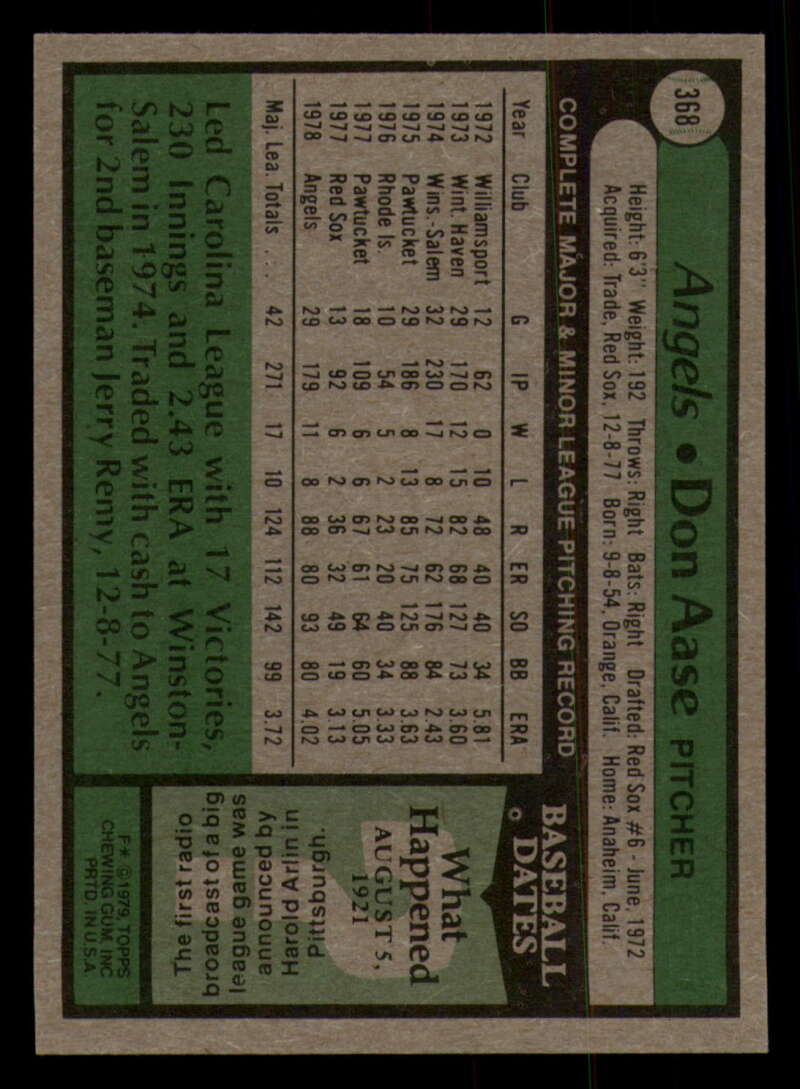 368
Angels • Don Aase PITCHER
Height: 6'3" Weight: 192 Throws: Right Bats: Right Drafted: Red Sox #6 - June, 1972
Acquired: Trade, Red Sox, 12-8-77 Born: 9-8-54, Orange, Calif. Home: Anaheim, Calif.
COMPLETE MAJOR & MINOR LEAGUE PITCHING RECORD
Year Club G IP W L R ER SO BB ERA
1972 Williamsport 12 62 0 10 48 40 40 34 5.81
1973 Wint. Haven 29 170 12 15 82 68 127 73 3.60
1974 Wins.-Salem 32 230 17 8 72 62 176 84 2.43
1975 Pawtucket 29 186 8 13 85 75 125 88 3.63
1976 Rhode Is. 10 54 5 2 23 20 40 34 3.33
1977 Pawtucket 18 109 6 6 67 61 64 60 5.05
1977 Red Sox 13 92 6 2 36 32 49 19 3.13
1978 Angels 29 179 11 8 88 80 93 80 4.02
Maj. Lea. Totals . . . 42 271 17 10 124 112 142 99 3.72
Led Carolina League with 17 Victories,
230 Innings and 2.43 ERA at Winston-
Salem in 1974. Traded with cash to Angels
for 2nd baseman Jerry Remy, 12-8-77.
BASEBALL
DATES
What
Happened
AUGUST 5,
1921
The first radio
broadcast of a big
league game was
announced by
Harold Arlin in
Pittsburgh.
F* ©1979, TOPPS
CHEWING GUM, INC
PRTD. IN U.S.A